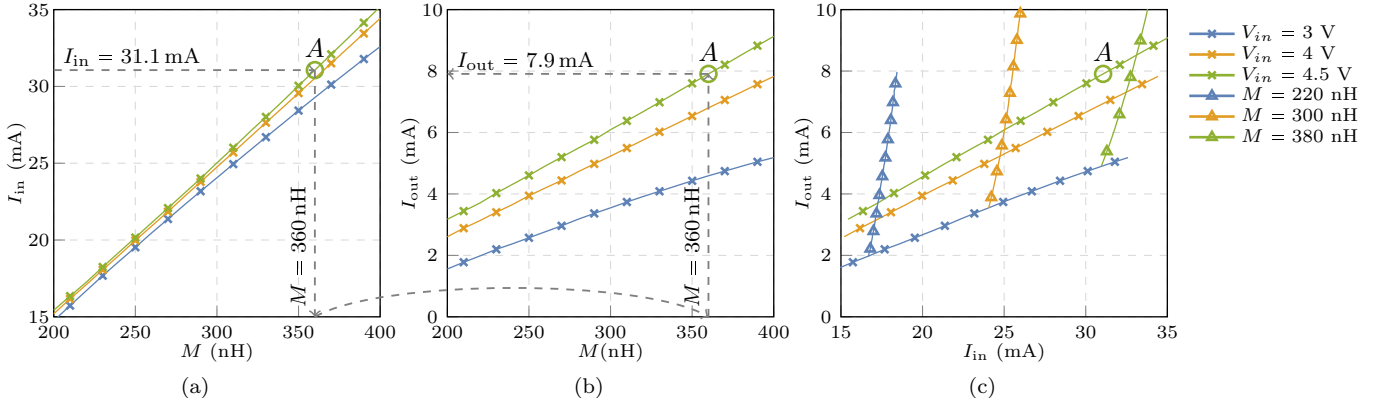 35
30
25
20
15
I_in (mA)
200 250 300 350 400
M (nH)
I_in = 31.1 mA
A
M = 360 nH
(a)
10
8
6
4
2
0
I_out (mA)
200 250 300 350 400
M(nH)
I_out = 7.9 mA
A
M = 360 nH
(b)
10
8
6
4
2
0
I_out (mA)
15 20 25 30 35
I_in (mA)
A
(c)
V_in = 3 V
V_in = 4 V
V_in = 4.5 V
M = 220 nH
M = 300 nH
M = 380 nH